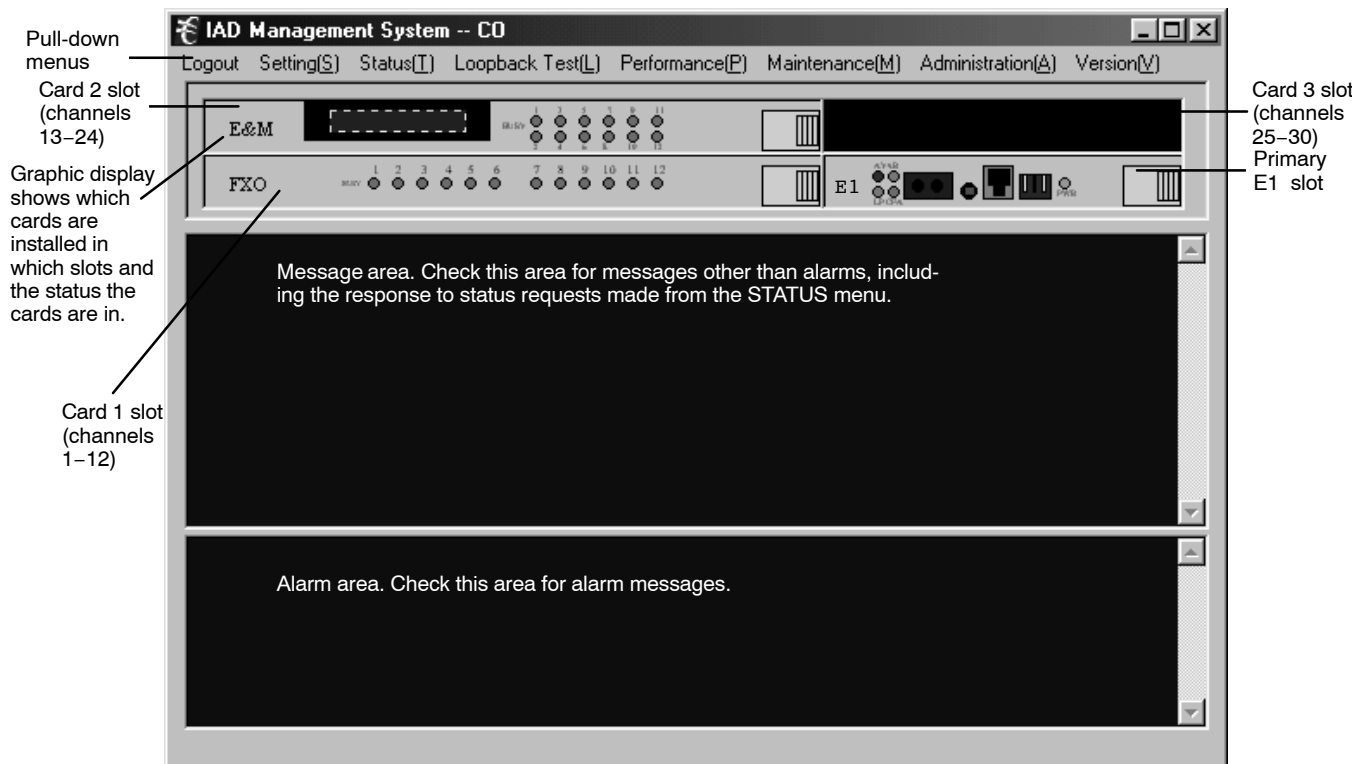 IAD Management System -- CO
Logout Setting(S) Status(T) Loopback Test(L) Performance(P) Maintenance(M) Administration(A) Version(V)
Pull-down
menus
Card 2 slot
(channels
13–24)
Graphic display
shows which
cards are
installed in
which slots and
the status the
cards are in.
Card 1 slot
(channels
1–12)
Card 3 slot
(channels
25–30)
Primary
E1 slot
E&M
BUSY
1 3 5 7 9 11
2 4 6 8 10 12
FXO
BUSY
1 2 3 4 5 6 7 8 9 10 11 12
E1
PWR
Message area. Check this area for messages other than alarms, includ-
ing the response to status requests made from the STATUS menu.
Alarm area. Check this area for alarm messages.